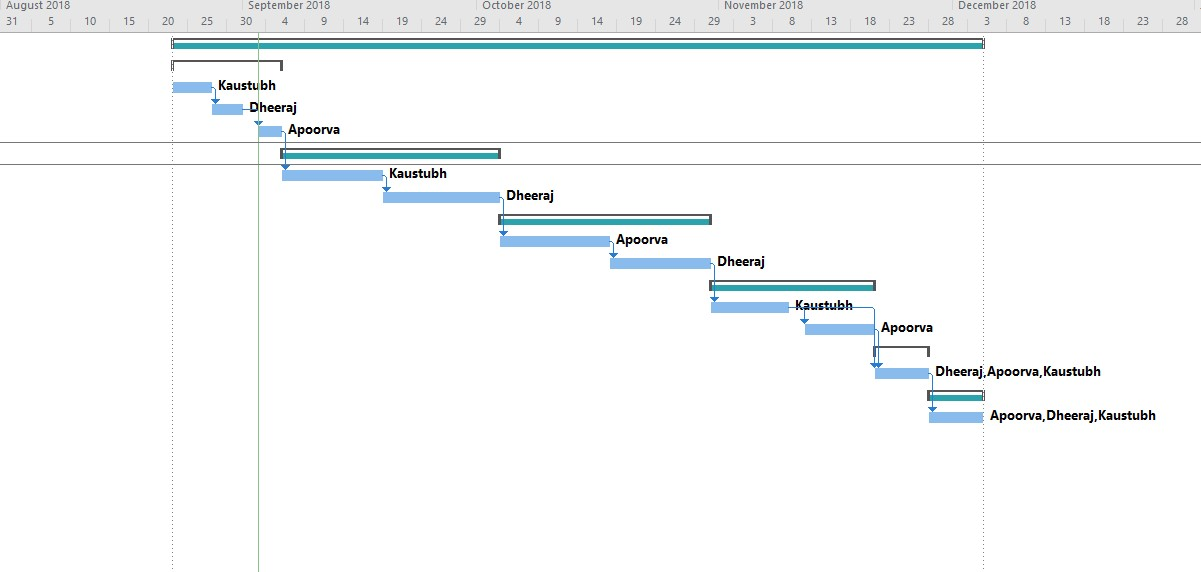 August 2018 September 2018 October 2018 November 2018 December 2018
31 5 10 15 20 25 30 4 9 14 19 24 29 4 9 14 19 24 29 3 8 13 18 23 28 3 8 13 18 23 28
Kaustubh
Dheeraj
Apoorva
Kaustubh
Dheeraj
Apoorva
Dheeraj
Kaustubh
Apoorva
Dheeraj,Apoorva,Kaustubh
Apoorva,Dheeraj,Kaustubh